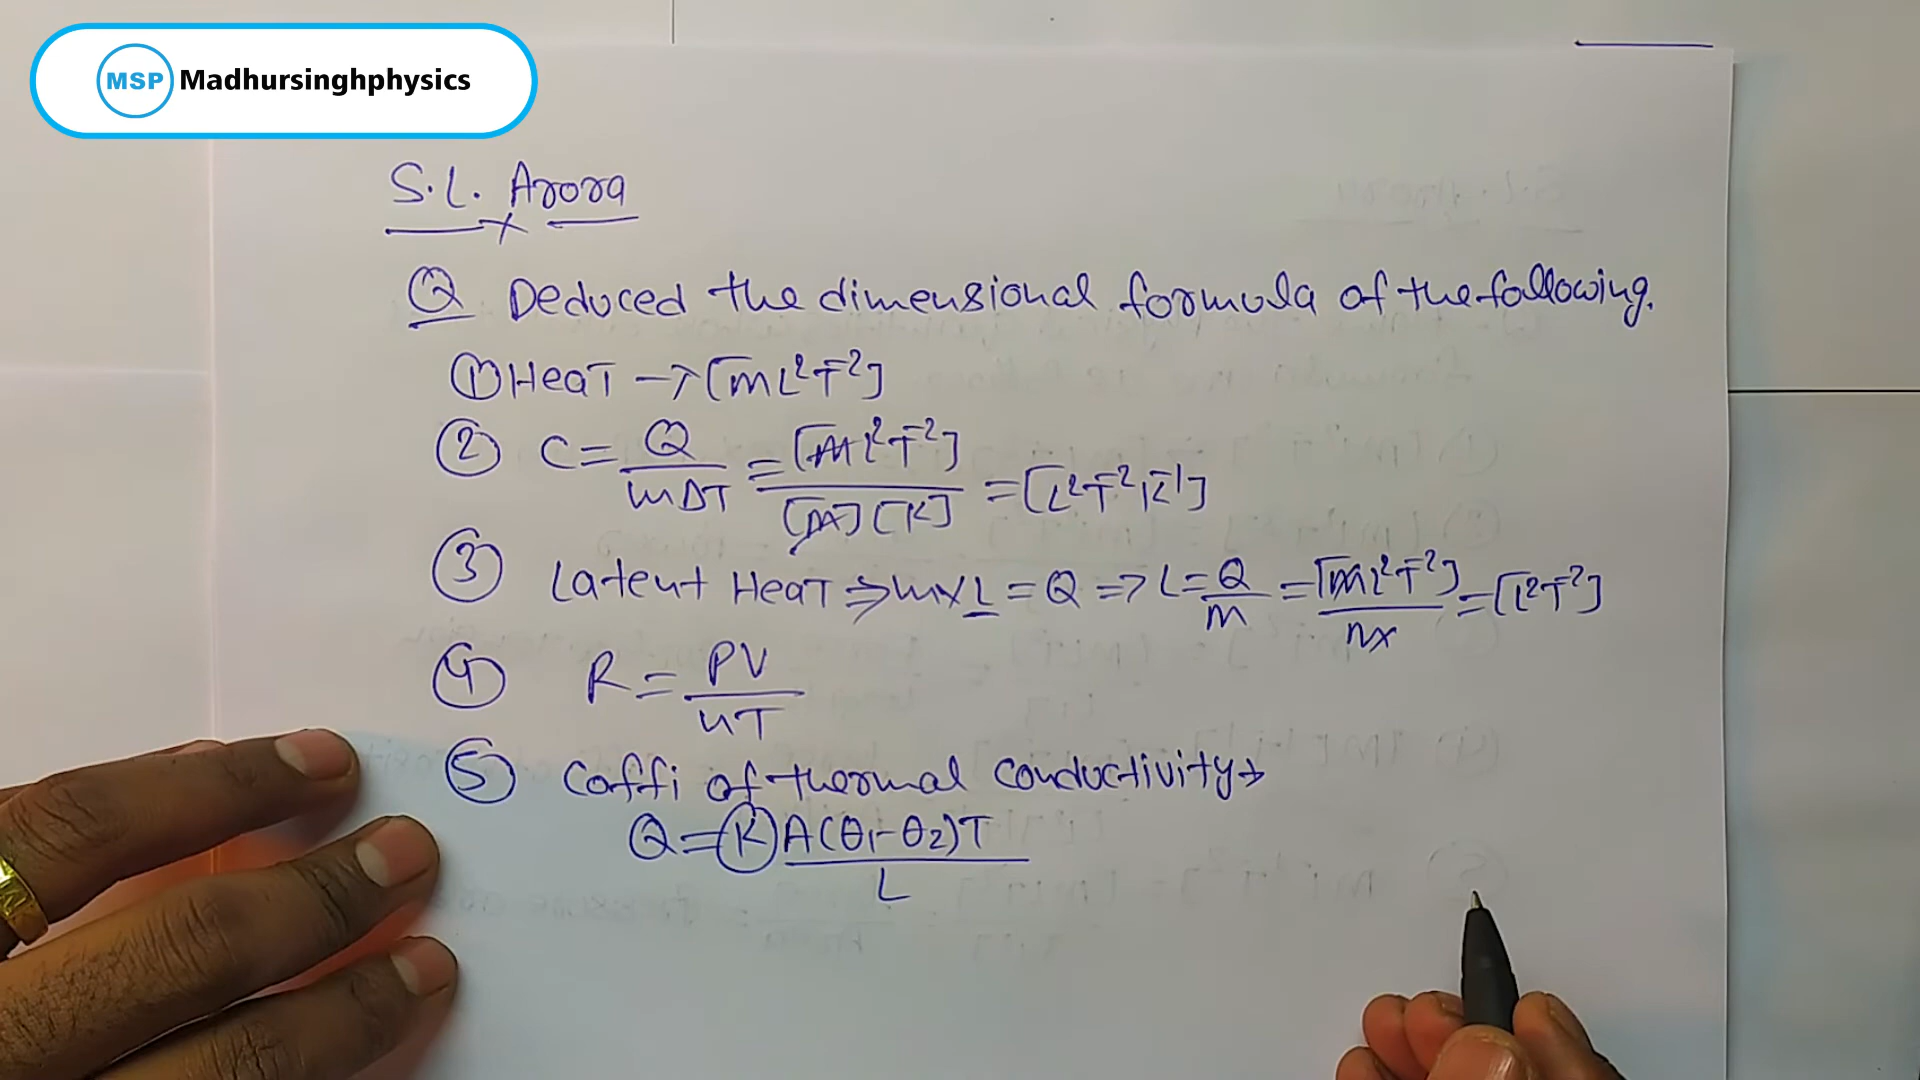 MSP Madhursinghphysics
S.L. Arora
Q Deduced the dimensional formula of the following.
① Heat → [ML²T⁻²]
② C = Q/mΔT = [ML²T⁻²]/[M][K] = [L²T⁻²K⁻¹]
③ Latent Heat ⇒ m×L = Q ⇒ L = Q/M = [ML²T⁻²]/M = [L²T⁻²]
④ R = PV/nT
⑤ Coffi of thermal conductivity →
Q = K A(θ₁-θ₂)T/L